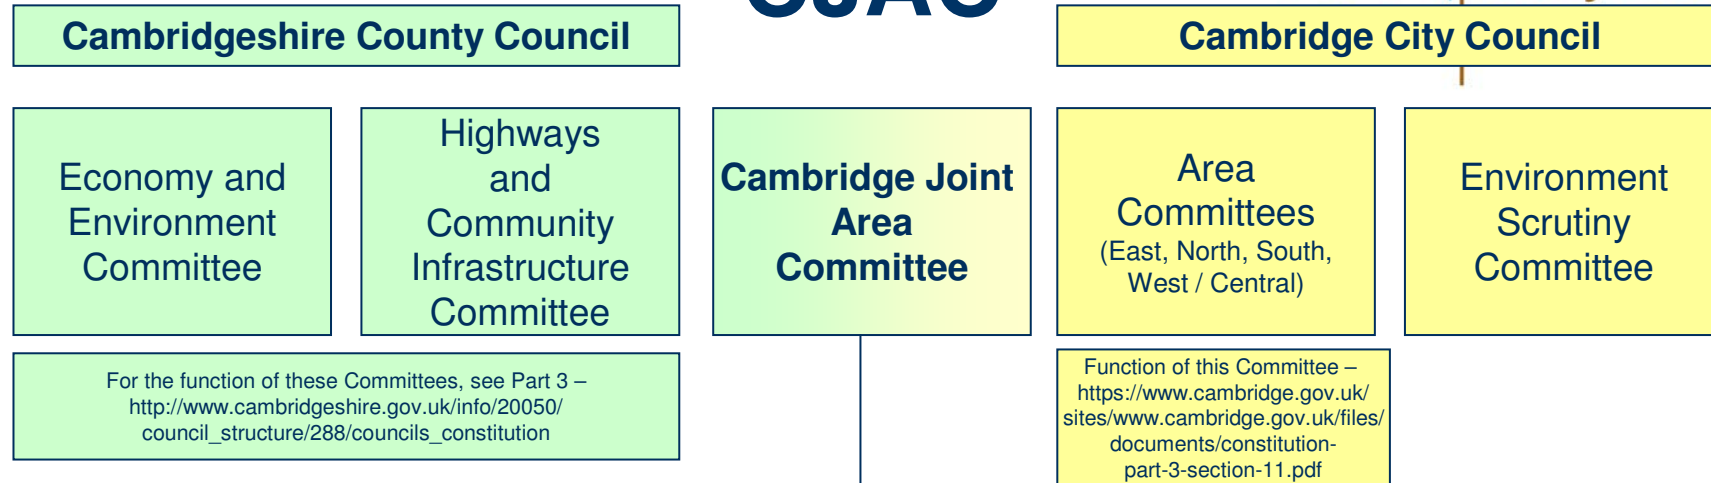 CJAC
Cambridgeshire County Council
Cambridge City Council
Economy and
Environment
Committee
Highways
and
Community
Infrastructure
Committee
Cambridge Joint
Area
Committee
Area
Committees
(East, North, South,
West / Central)
Environment
Scrutiny
Committee
For the function of these Committees, see Part 3 –
http://www.cambridgeshire.gov.uk/info/20050/
council_structure/288/councils_constitution
Function of this Committee –
https://www.cambridge.gov.uk/
sites/www.cambridge.gov.uk/files/
documents/constitution-
part-3-section-11.pdf